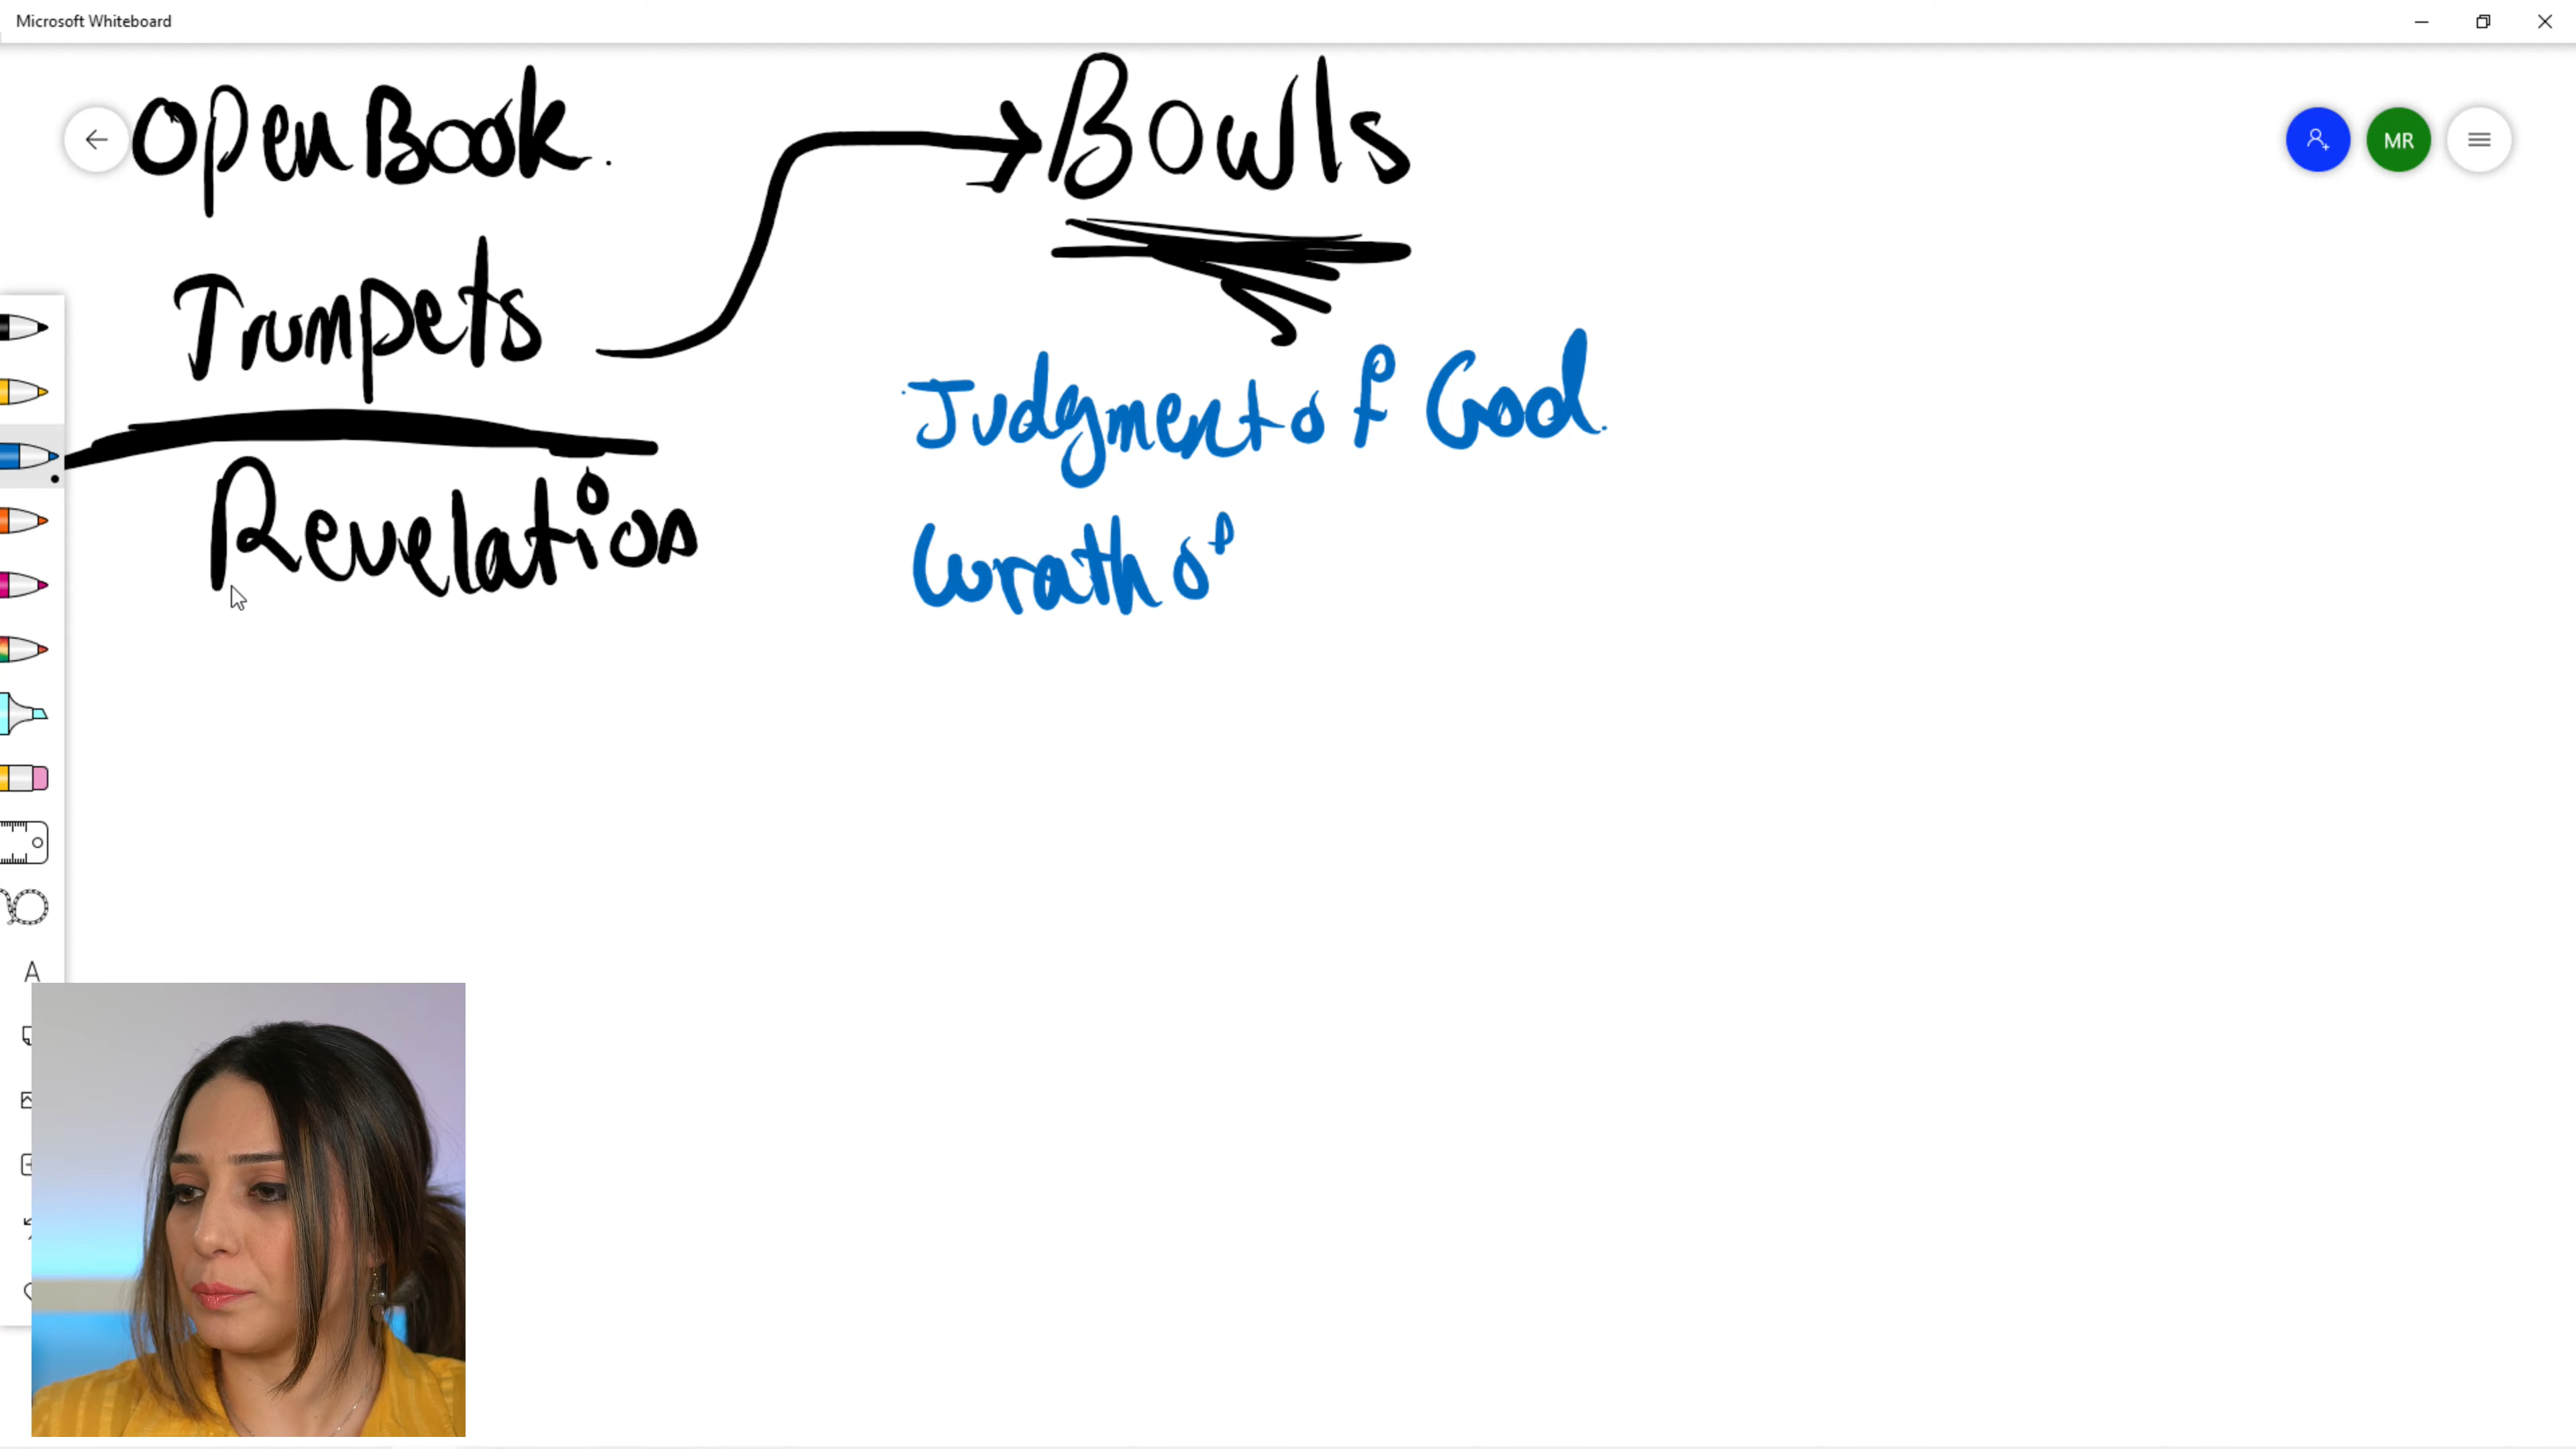 Microsoft Whiteboard
Open Book.
Bowls
MR
Trumpets
Judgment of God.
Revelation
Wrath of
A